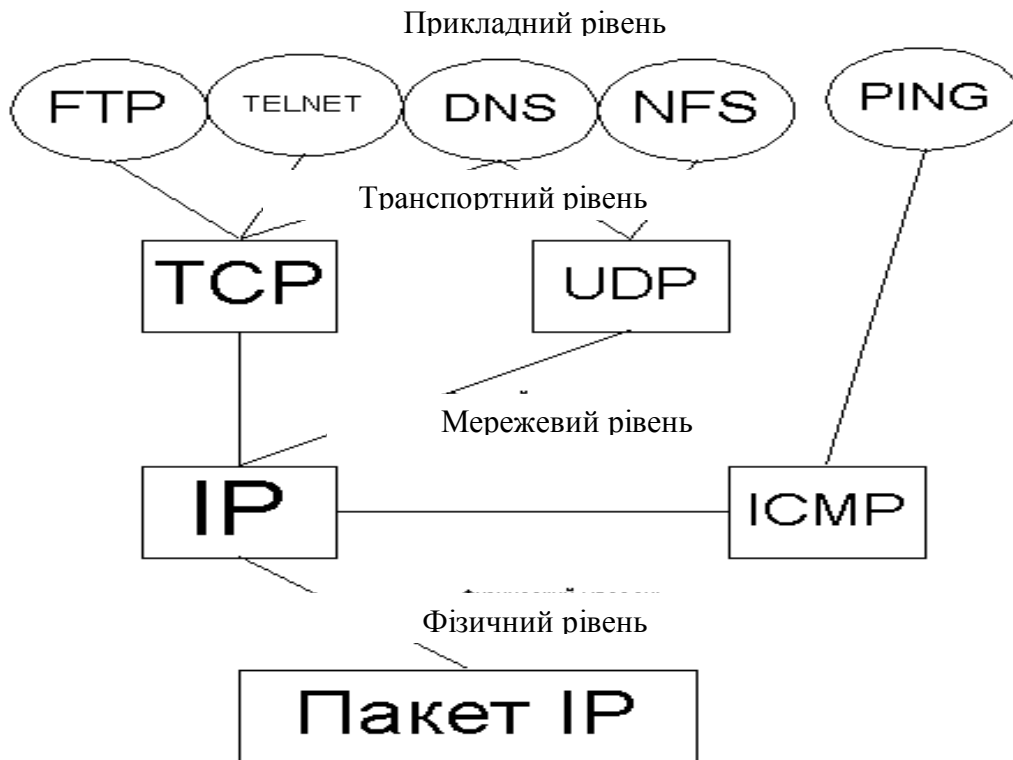 Прикладний рівень
FTP TELNET DNS NFS PING
Транспортний рівень
TCP UDP
Мережевий рівень
IP ICMP
Фізичний рівень
Пакет IP